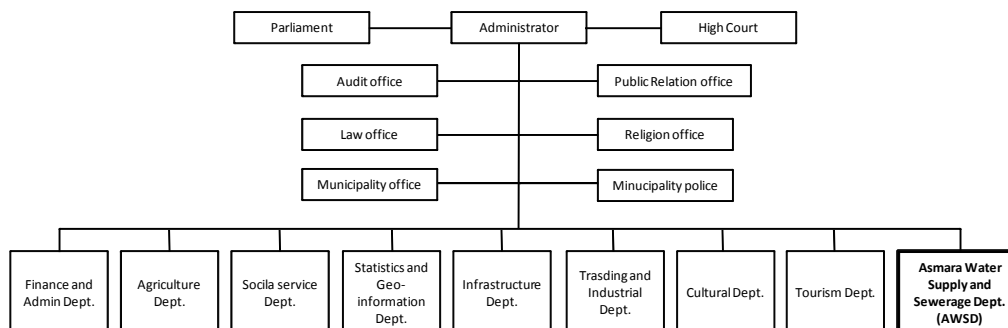 Parliament
Administrator
High Court
Audit office
Public Relation office
Law office
Religion office
Municipality office
Minucipality police
Finance and
Admin Dept.
Agriculture
Dept.
Socila service
Dept.
Statistics and
Geo-
information
Dept.
Infrastructure
Dept.
Trasding and
Industrial Dept.
Cultural Dept.
Tourism Dept.
Asmara Water
Supply and
Sewerage Dept.
(AWSD)